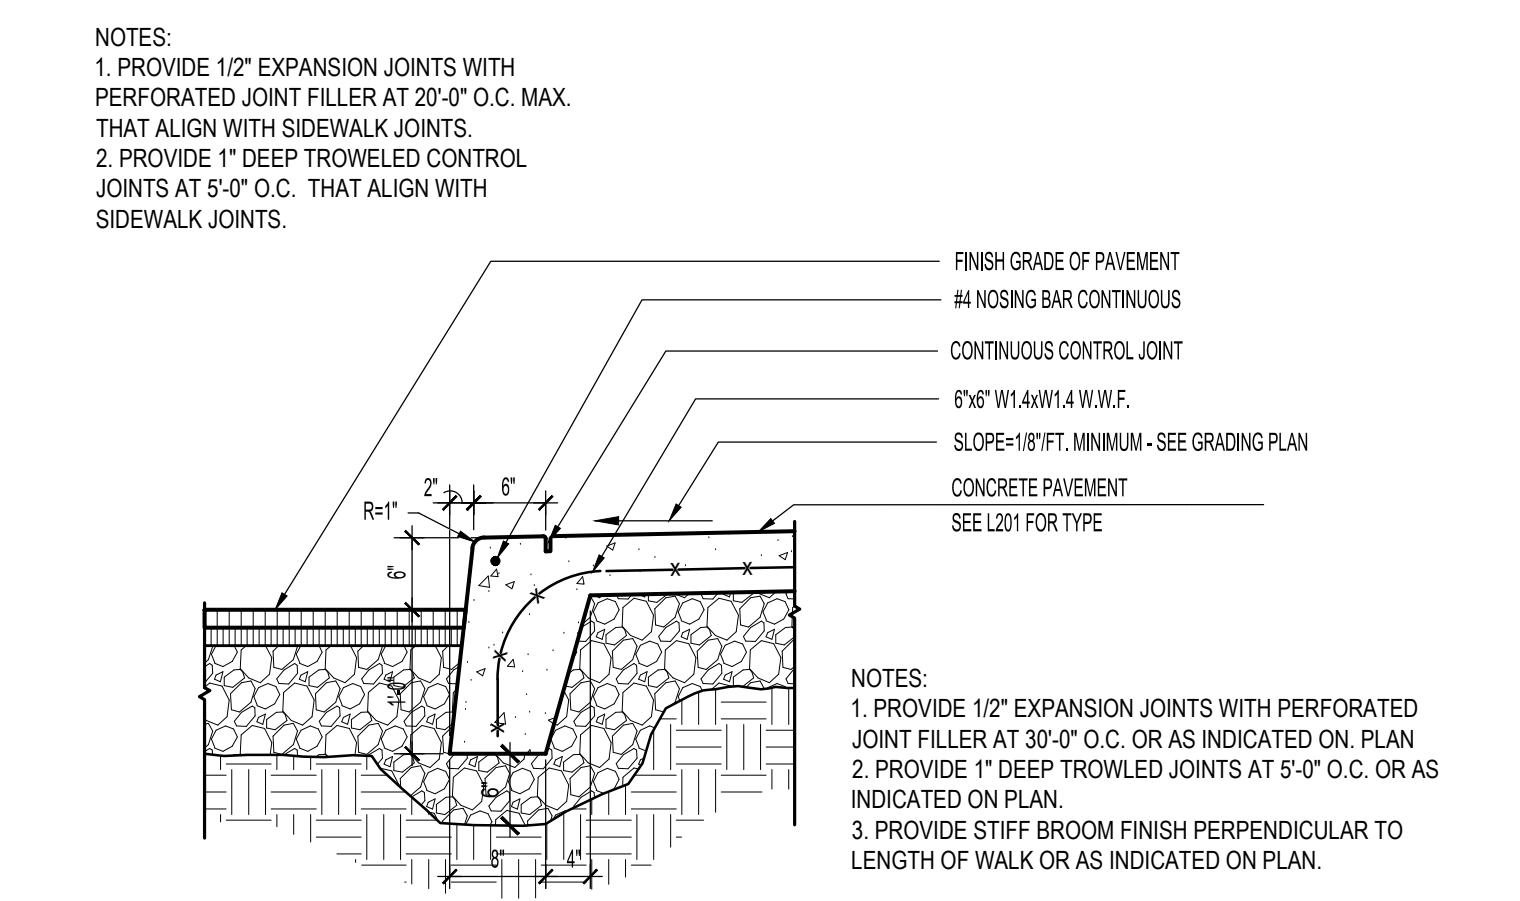 NOTES:
1. PROVIDE 1/2" EXPANSION JOINTS WITH
PERFORATED JOINT FILLER AT 20'-0" O.C. MAX.
THAT ALIGN WITH SIDEWALK JOINTS.
2. PROVIDE 1" DEEP TROWELED CONTROL
JOINTS AT 5'-0" O.C.  THAT ALIGN WITH
SIDEWALK JOINTS.
FINISH GRADE OF PAVEMENT
#4 NOSING BAR CONTINUOUS
CONTINUOUS CONTROL JOINT
6"x6" W1.4xW1.4 W.W.F.
SLOPE=1/8"/FT. MINIMUM - SEE GRADING PLAN
CONCRETE PAVEMENT
SEE L201 FOR TYPE
2"
6"
R=1"
6"
1'-0"
6"
8"
4"
NOTES:
1. PROVIDE 1/2" EXPANSION JOINTS WITH PERFORATED
JOINT FILLER AT 30'-0" O.C. OR AS INDICATED ON. PLAN
2. PROVIDE 1" DEEP TROWLED JOINTS AT 5'-0" O.C. OR AS
INDICATED ON PLAN.
3. PROVIDE STIFF BROOM FINISH PERPENDICULAR TO
LENGTH OF WALK OR AS INDICATED ON PLAN.